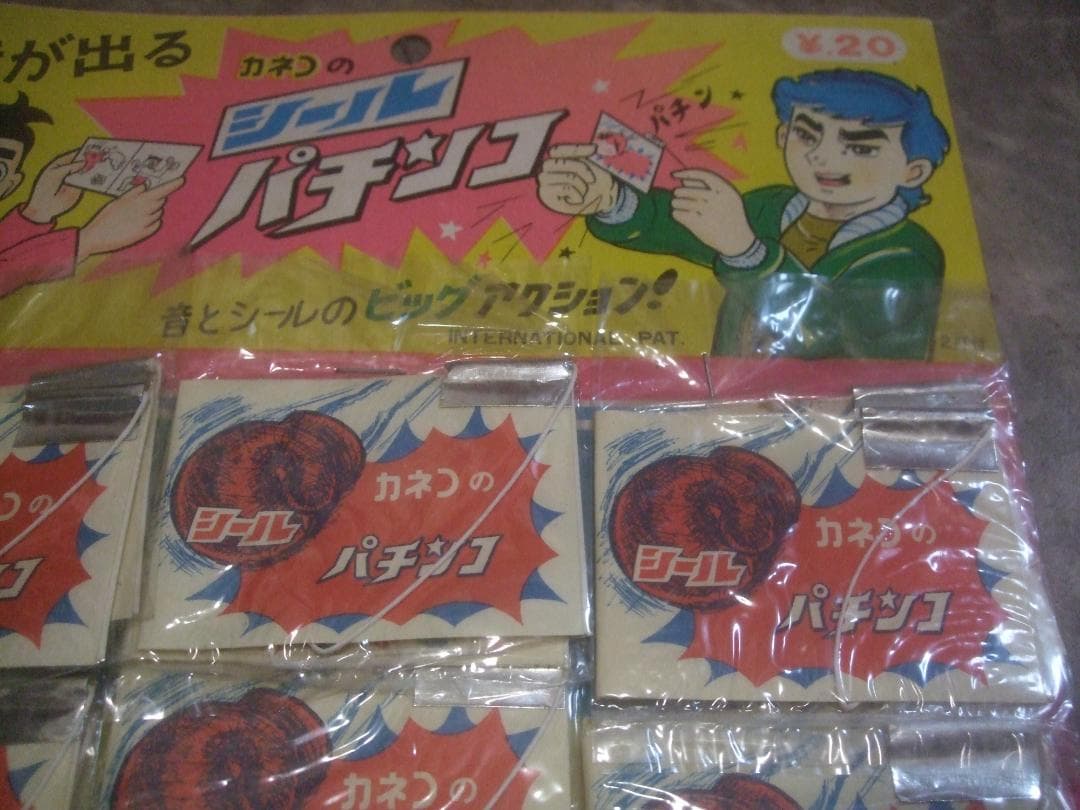 が出る
¥.20
カネコの
シール
パチンコ
パチン
音とシールのビッグアクション!
INTERNATIONAL PAT.
カネコの
シール
パチンコ
カネコの
シール
パチンコ
コの
コ
カネコの